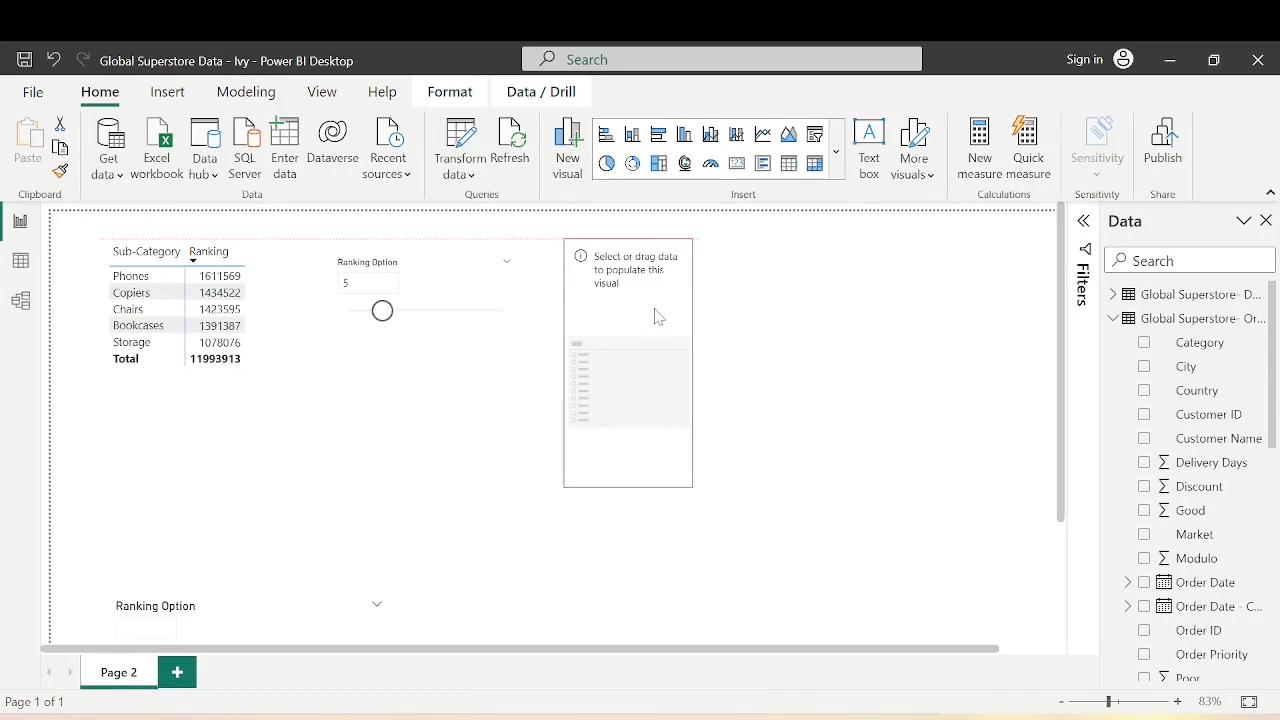 Global Superstore Data - Ivy - Power BI Desktop
Search
Sign in
File
Home
Insert
Modeling
View
Help
Format
Data / Drill
Paste
Get data
Excel workbook
Data hub
SQL Server
Enter data
Dataverse
Recent sources
Transform data
Refresh
New visual
Text box
More visuals
New measure
Quick measure
Sensitivity
Publish
Clipboard
Data
Queries
Insert
Calculations
Sensitivity
Share
Sub-Category Ranking
Phones 1611569
Copiers 1434522
Chairs 1423595
Bookcases 1391387
Storage 1078076
Total 11993913
Ranking Option
5
Select or drag data
to populate this
visual
Ranking Option
Filters
Data
Search
Global Superstore- D...
Global Superstore- Or...
Category
City
Country
Customer ID
Customer Name
Delivery Days
Discount
Good
Market
Modulo
Order Date
Order Date - C...
Order ID
Order Priority
Poor
Page 2
Page 1 of 1
83%